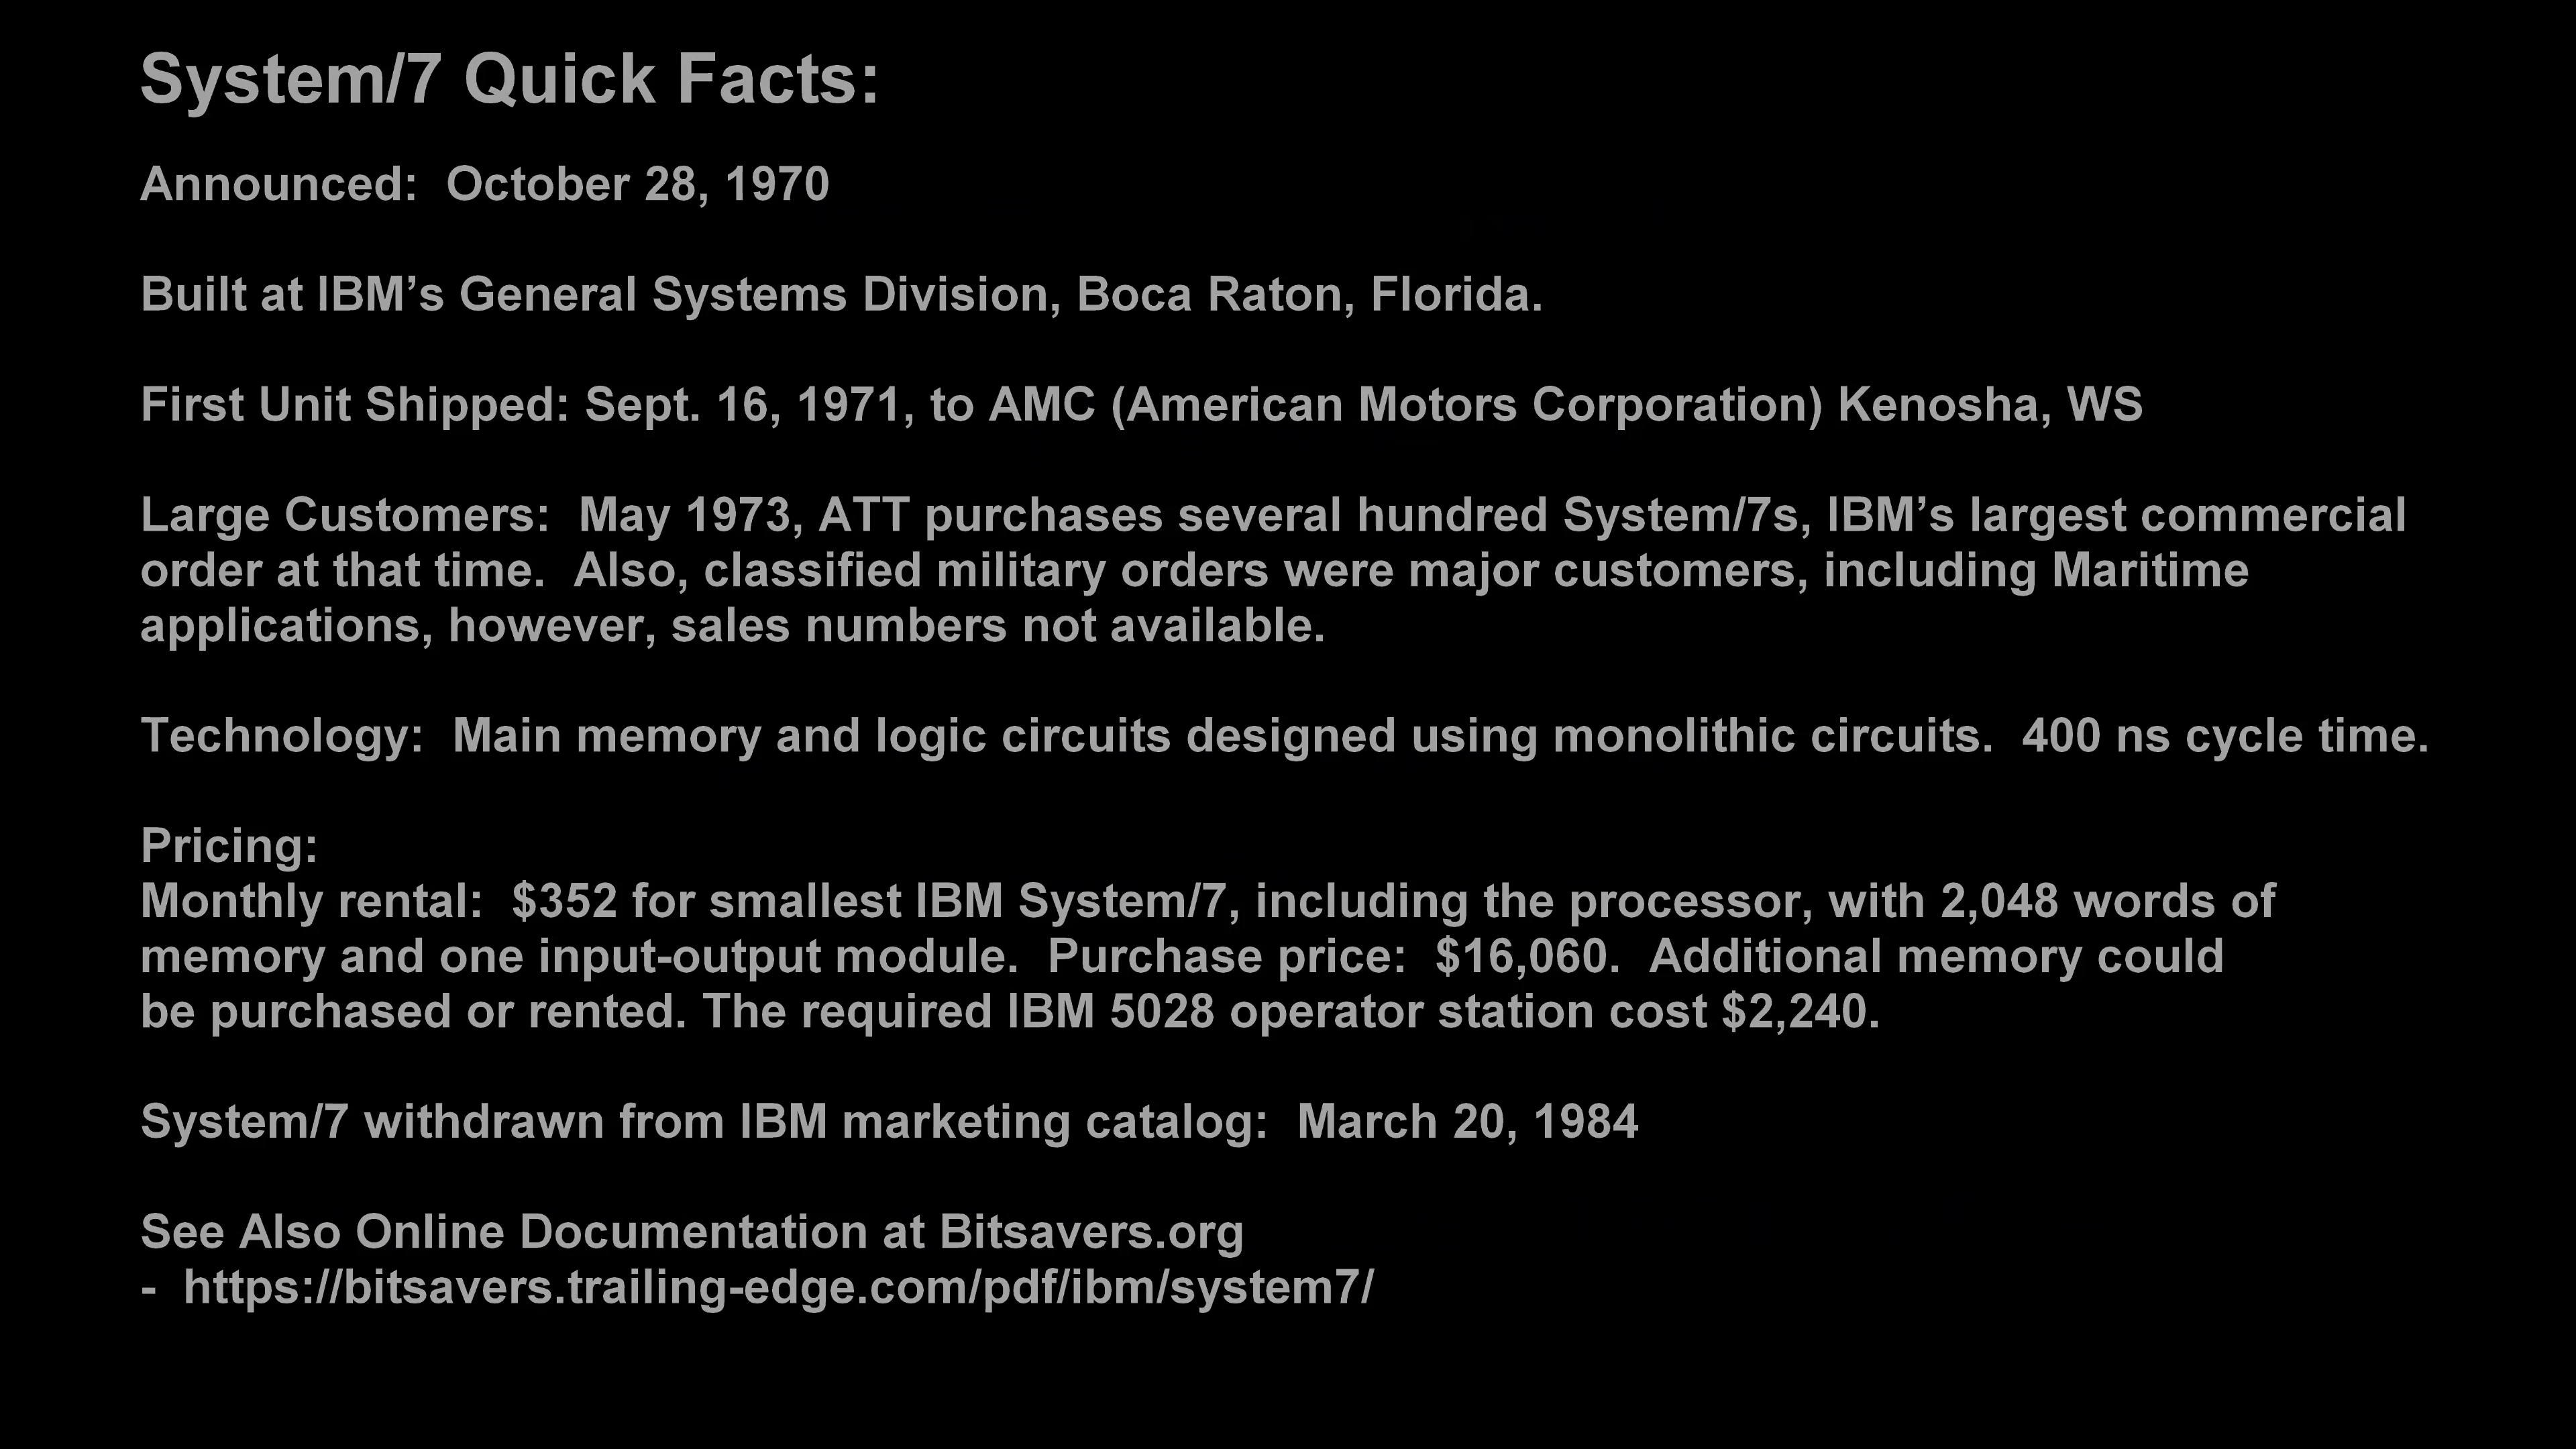 System/7 Quick Facts:
Announced:  October 28, 1970
Built at IBM’s General Systems Division, Boca Raton, Florida.
First Unit Shipped: Sept. 16, 1971, to AMC (American Motors Corporation) Kenosha, WS
Large Customers:  May 1973, ATT purchases several hundred System/7s, IBM’s largest commercial
order at that time.  Also, classified military orders were major customers, including Maritime
applications, however, sales numbers not available.
Technology:  Main memory and logic circuits designed using monolithic circuits.  400 ns cycle time.
Pricing:
Monthly rental:  $352 for smallest IBM System/7, including the processor, with 2,048 words of
memory and one input-output module.  Purchase price:  $16,060.  Additional memory could
be purchased or rented. The required IBM 5028 operator station cost $2,240.
System/7 withdrawn from IBM marketing catalog:  March 20, 1984
See Also Online Documentation at Bitsavers.org
-  https://bitsavers.trailing-edge.com/pdf/ibm/system7/